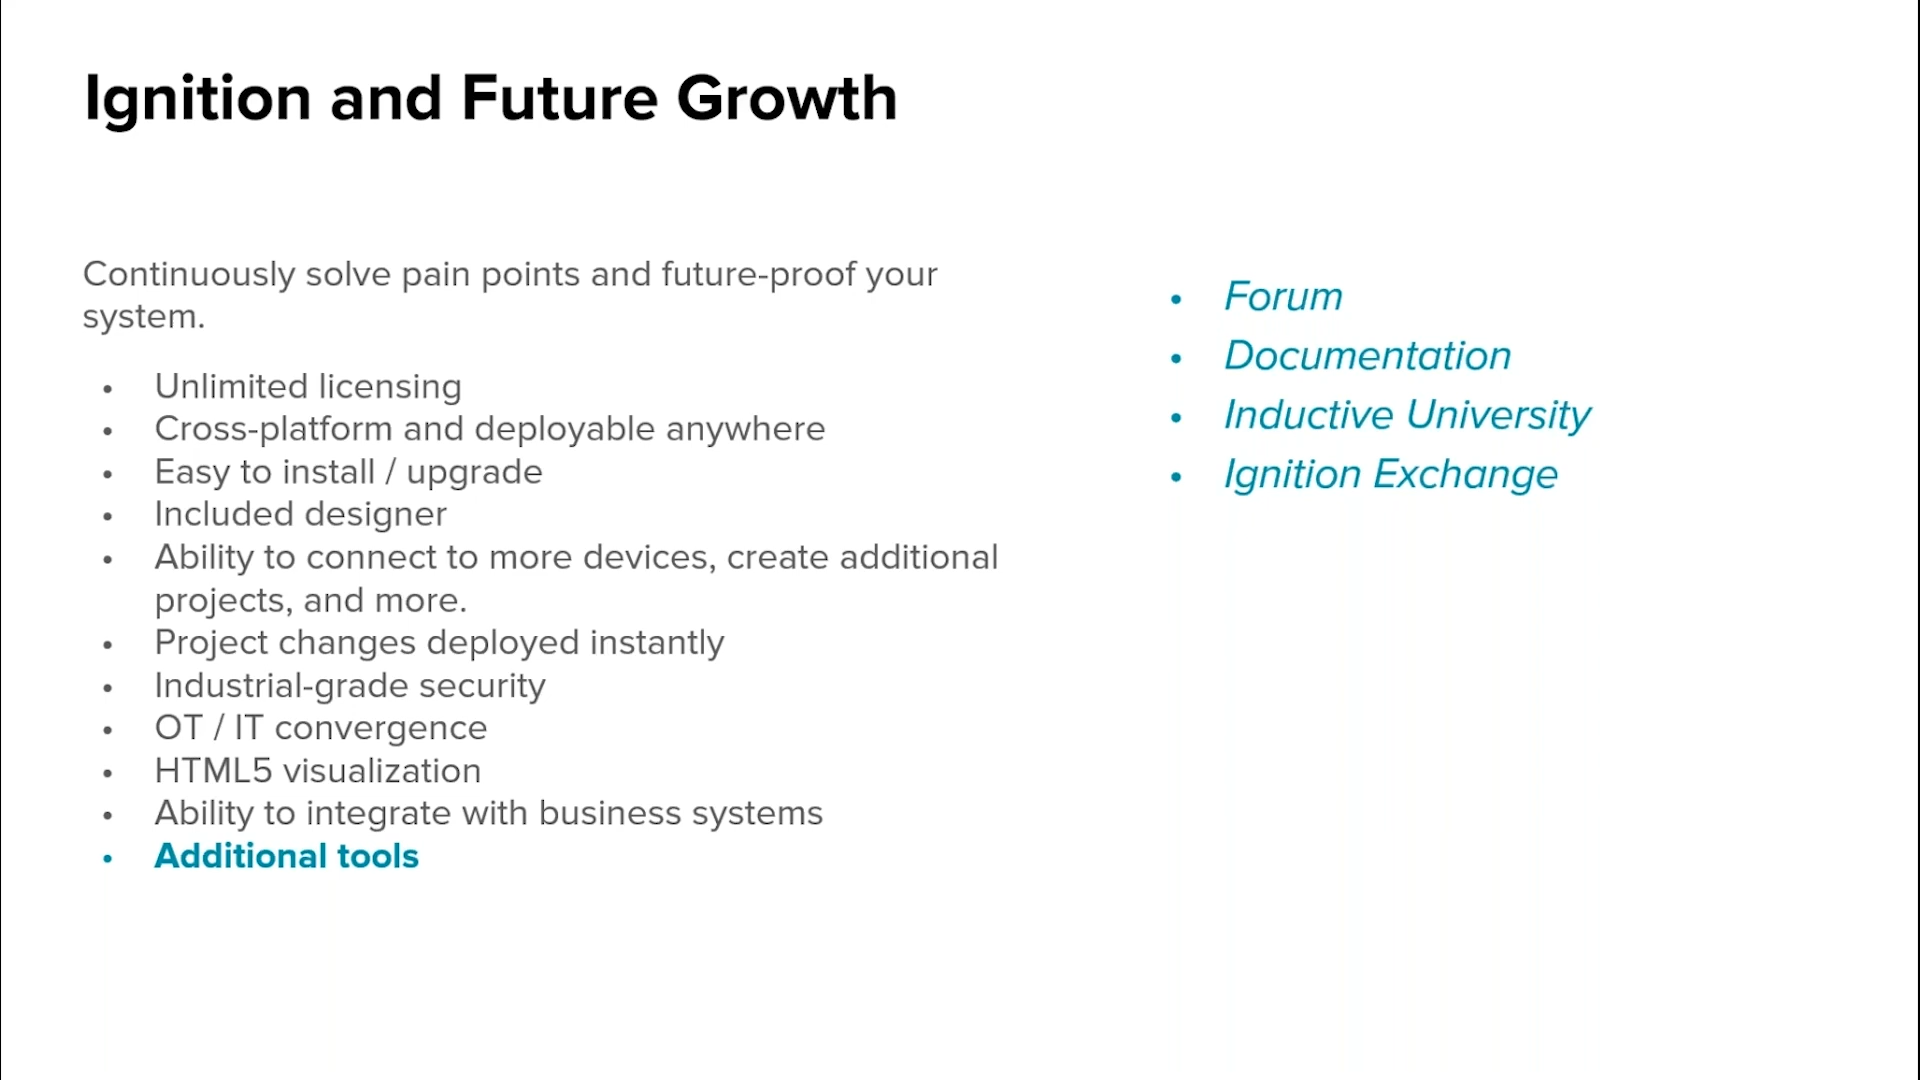 Ignition and Future Growth
Continuously solve pain points and future-proof your
system.
• Unlimited licensing
• Cross-platform and deployable anywhere
• Easy to install / upgrade
• Included designer
• Ability to connect to more devices, create additional
projects, and more.
• Project changes deployed instantly
• Industrial-grade security
• OT / IT convergence
• HTML5 visualization
• Ability to integrate with business systems
• Additional tools
• Forum
• Documentation
• Inductive University
• Ignition Exchange